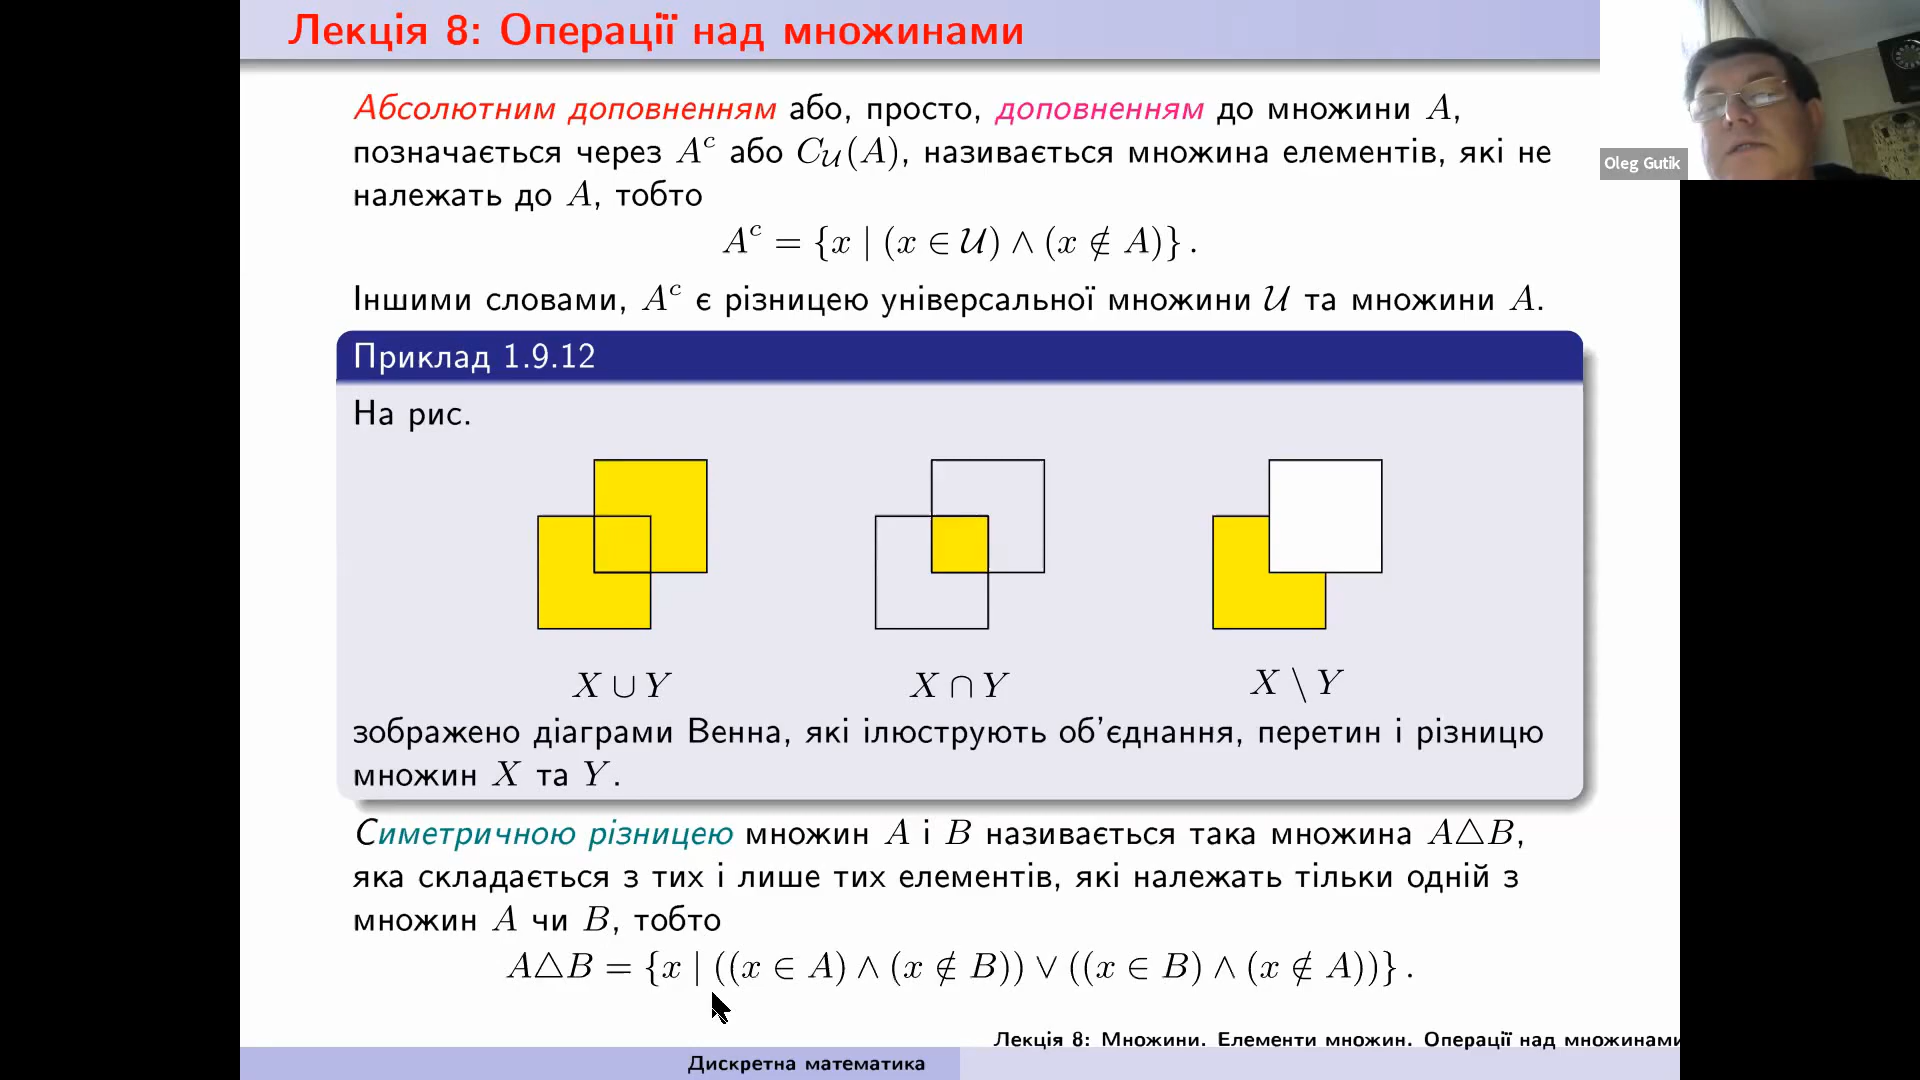 Лекція 8: Операції над множинами
Oleg Gutik
Абсолютним доповненням або, просто, доповненням до множини A,
позначається через Aᶜ або C_𝒰(A), називається множина елементів, які не
належать до A, тобто
Aᶜ = {x | (x ∈ 𝒰) ∧ (x ∉ A)} .
Іншими словами, Aᶜ є різницею універсальної множини 𝒰 та множини A.
Приклад 1.9.12
На рис.
X ∪ Y
X ∩ Y
X \ Y
зображено діаграми Венна, які ілюструють об'єднання, перетин і різницю
множин X та Y.
Симетричною різницею множин A і B називається така множина A△B,
яка складається з тих і лише тих елементів, які належать тільки одній з
множин A чи B, тобто
A△B = {x | ((x ∈ A) ∧ (x ∉ B)) ∨ ((x ∈ B) ∧ (x ∉ A))} .
Лекція 8: Множини. Елементи множин. Операції над множинами
Дискретна математика